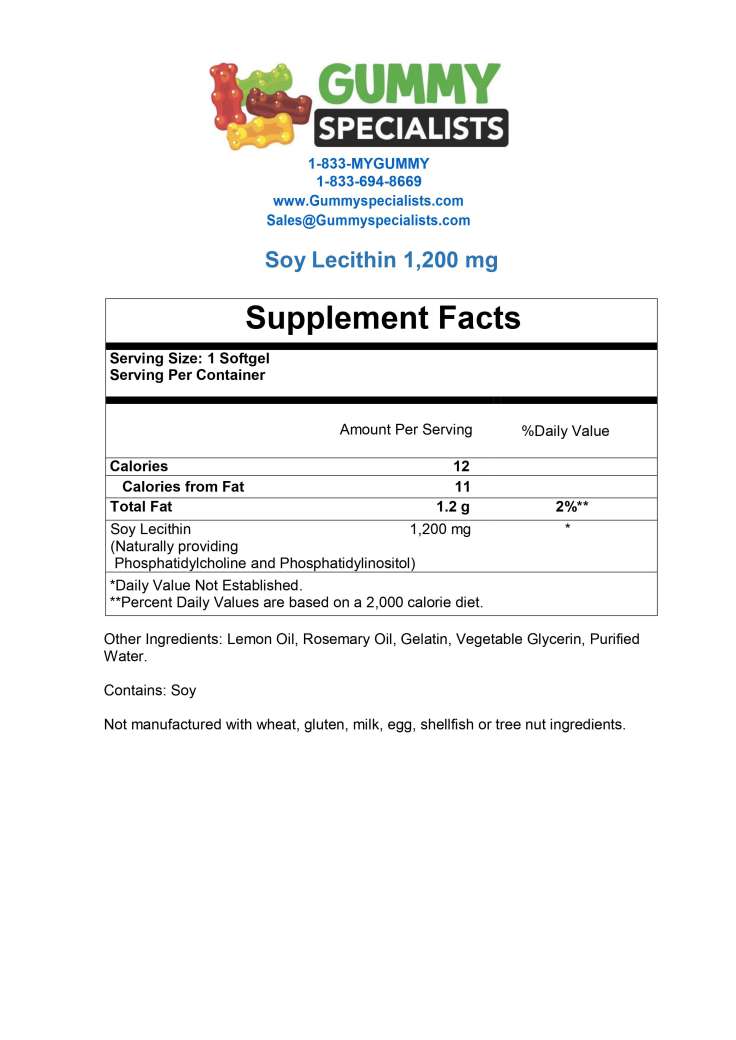 GUMMY
SPECIALISTS
1-833-MYGUMMY
1-833-694-8669
www.Gummyspecialists.com
Sales@Gummyspecialists.com
Soy Lecithin 1,200 mg
Supplement Facts
Serving Size: 1 Softgel
Serving Per Container
Amount Per Serving %Daily Value
Calories 12
Calories from Fat 11
Total Fat 1.2 g 2%**
Soy Lecithin 1,200 mg *
(Naturally providing
Phosphatidylcholine and Phosphatidylinositol)
*Daily Value Not Established.
**Percent Daily Values are based on a 2,000 calorie diet.
Other Ingredients: Lemon Oil, Rosemary Oil, Gelatin, Vegetable Glycerin, Purified
Water.
Contains: Soy
Not manufactured with wheat, gluten, milk, egg, shellfish or tree nut ingredients.